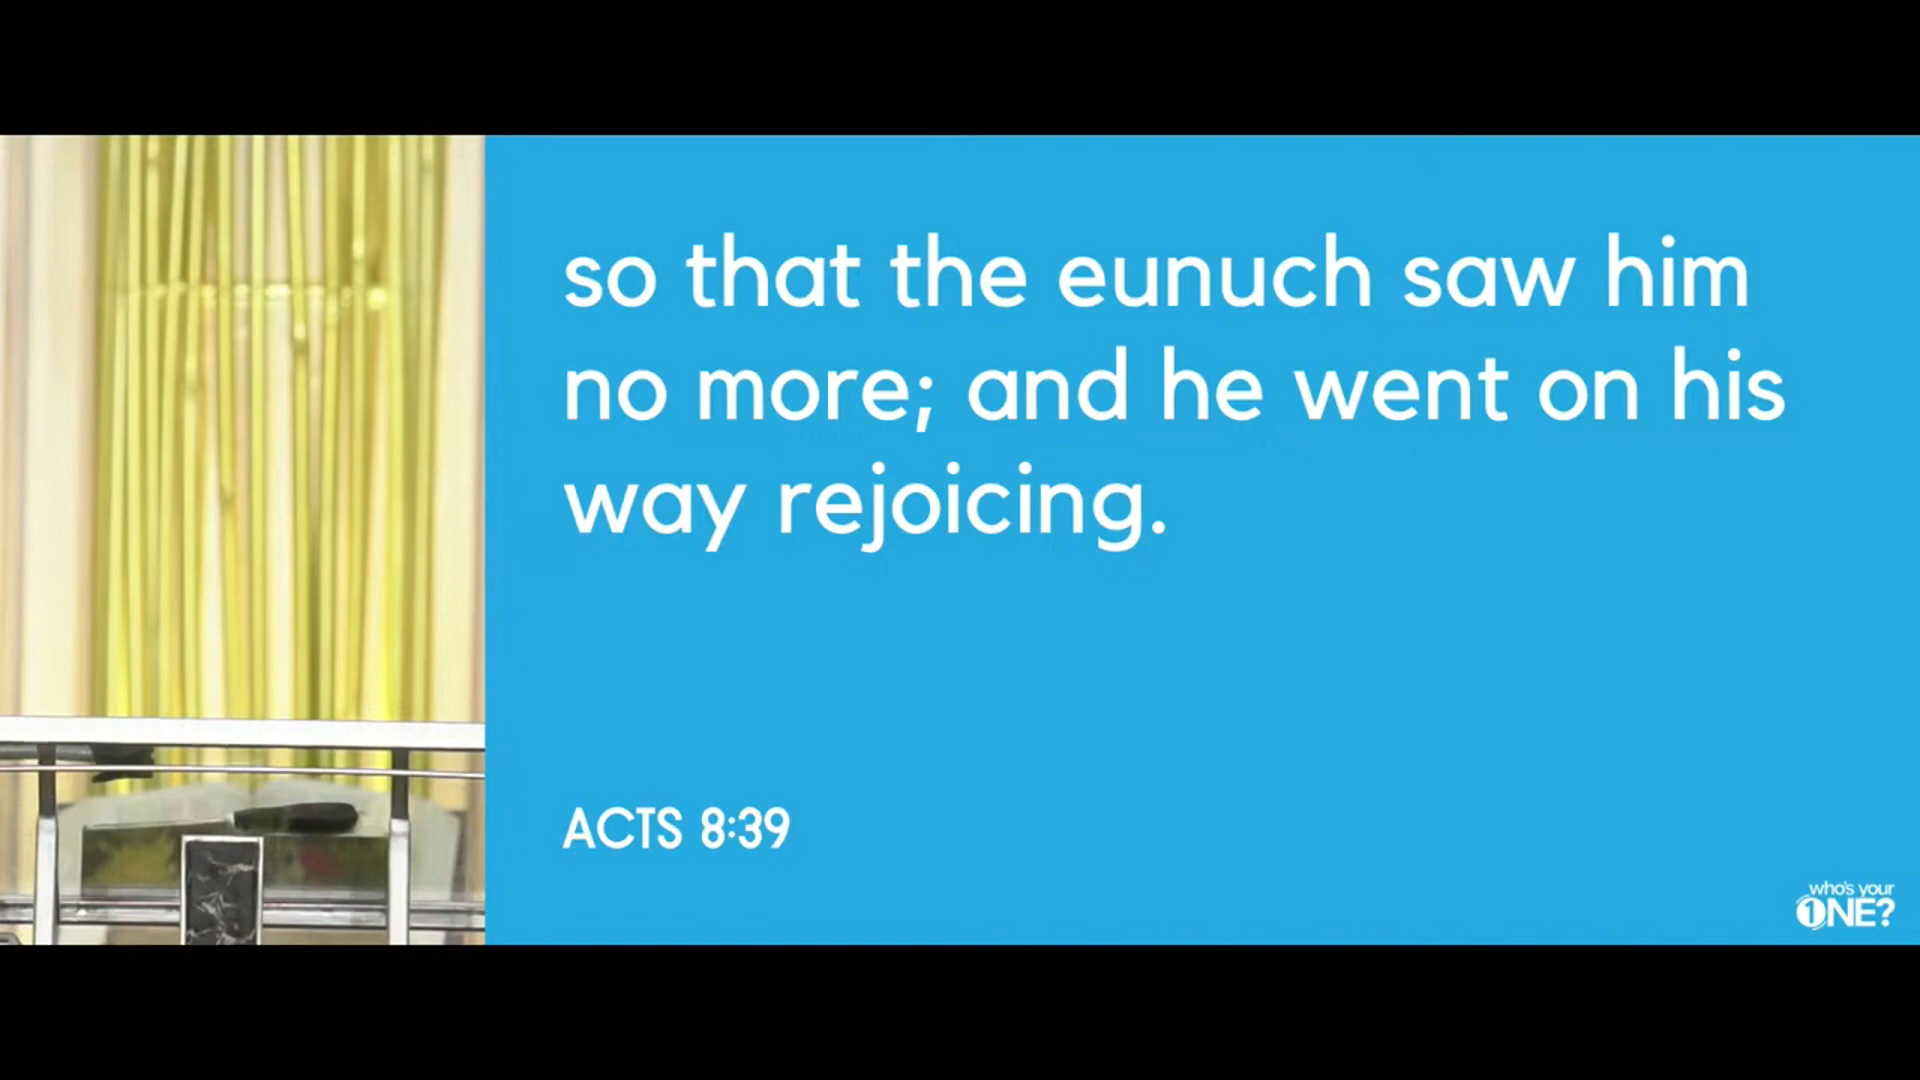 so that the eunuch saw him
no more; and he went on his
way rejoicing.
ACTS 8:39
who's your
1NE?